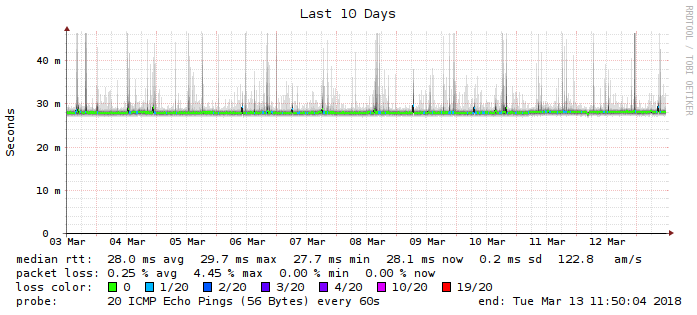 Last 10 Days
RRDTOOL / TOBI OETIKER
Seconds
40 m
30 m
20 m
10 m
0
03 Mar 04 Mar 05 Mar 06 Mar 07 Mar 08 Mar 09 Mar 10 Mar 11 Mar 12 Mar
median rtt: 28.0 ms avg 29.7 ms max 27.7 ms min 28.1 ms now 0.2 ms sd 122.8 am/s
packet loss: 0.25 % avg 4.45 % max 0.00 % min 0.00 % now
loss color: 0 1/20 2/20 3/20 4/20 10/20 19/20
probe: 20 ICMP Echo Pings (56 Bytes) every 60s end: Tue Mar 13 11:50:04 2018